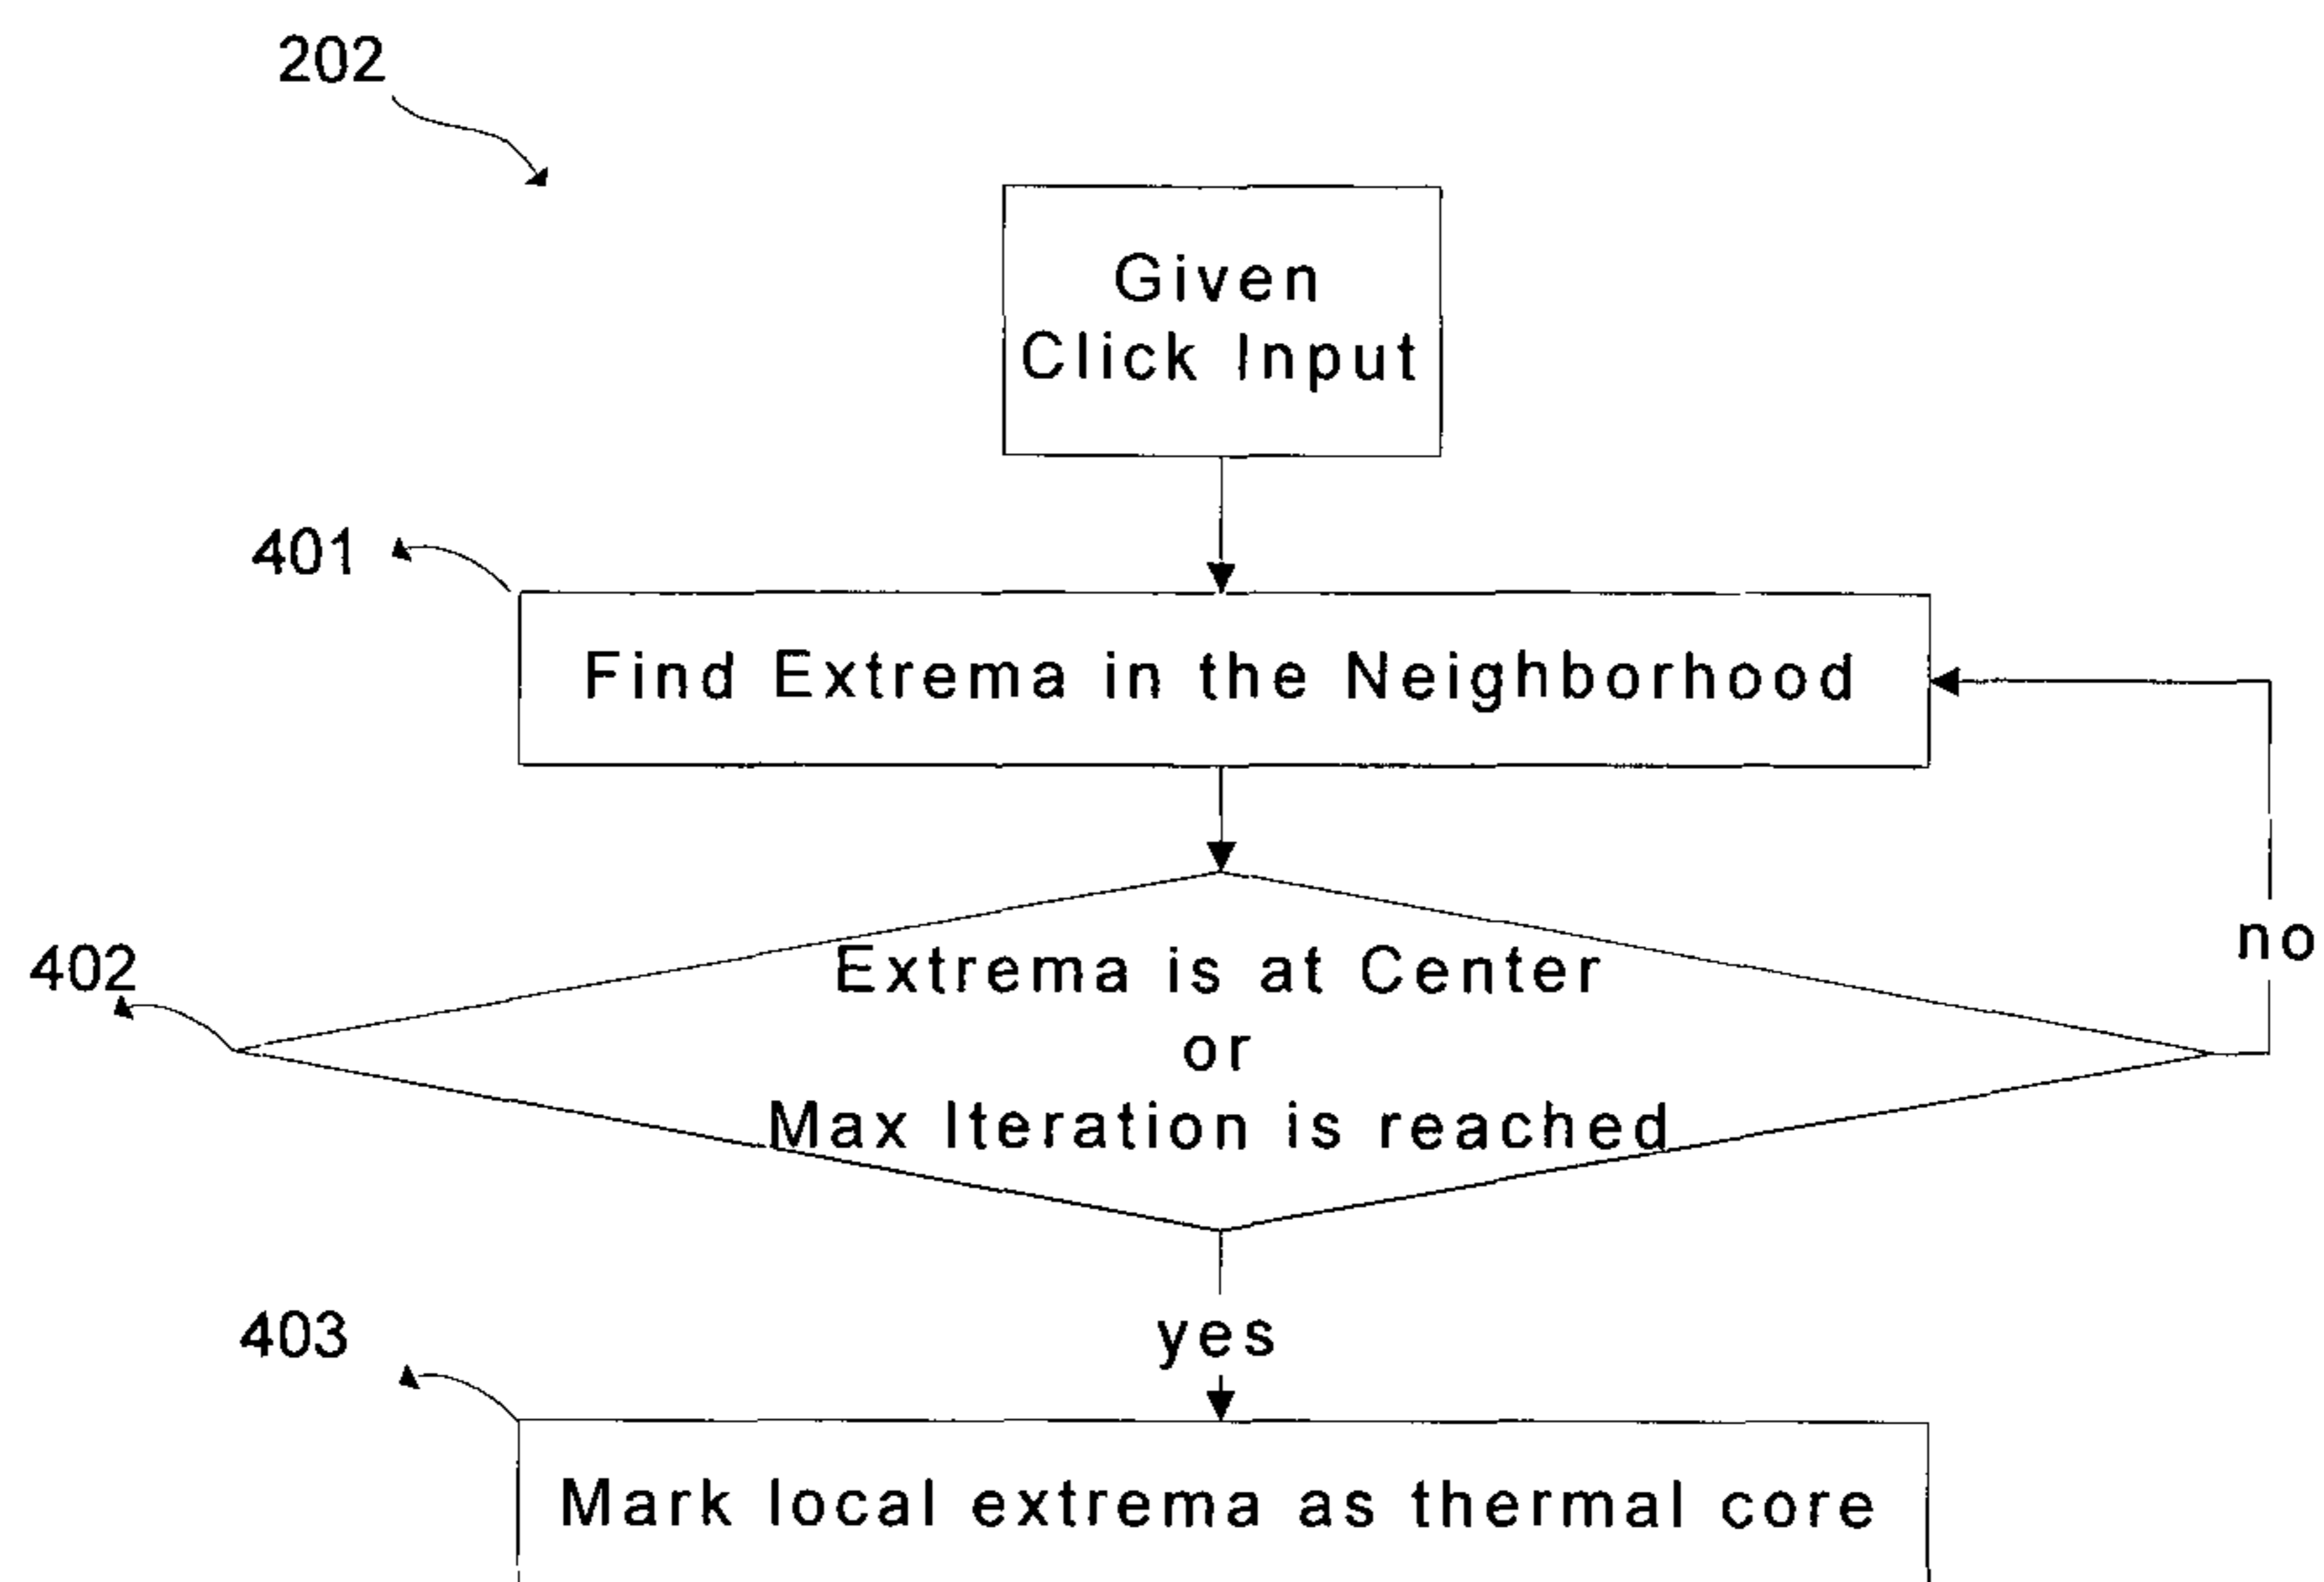 202
Given
Click Input
401
Find Extrema in the Neighborhood
402
Extrema is at Center
or
Max Iteration is reached
no
yes
403
Mark local extrema as thermal core